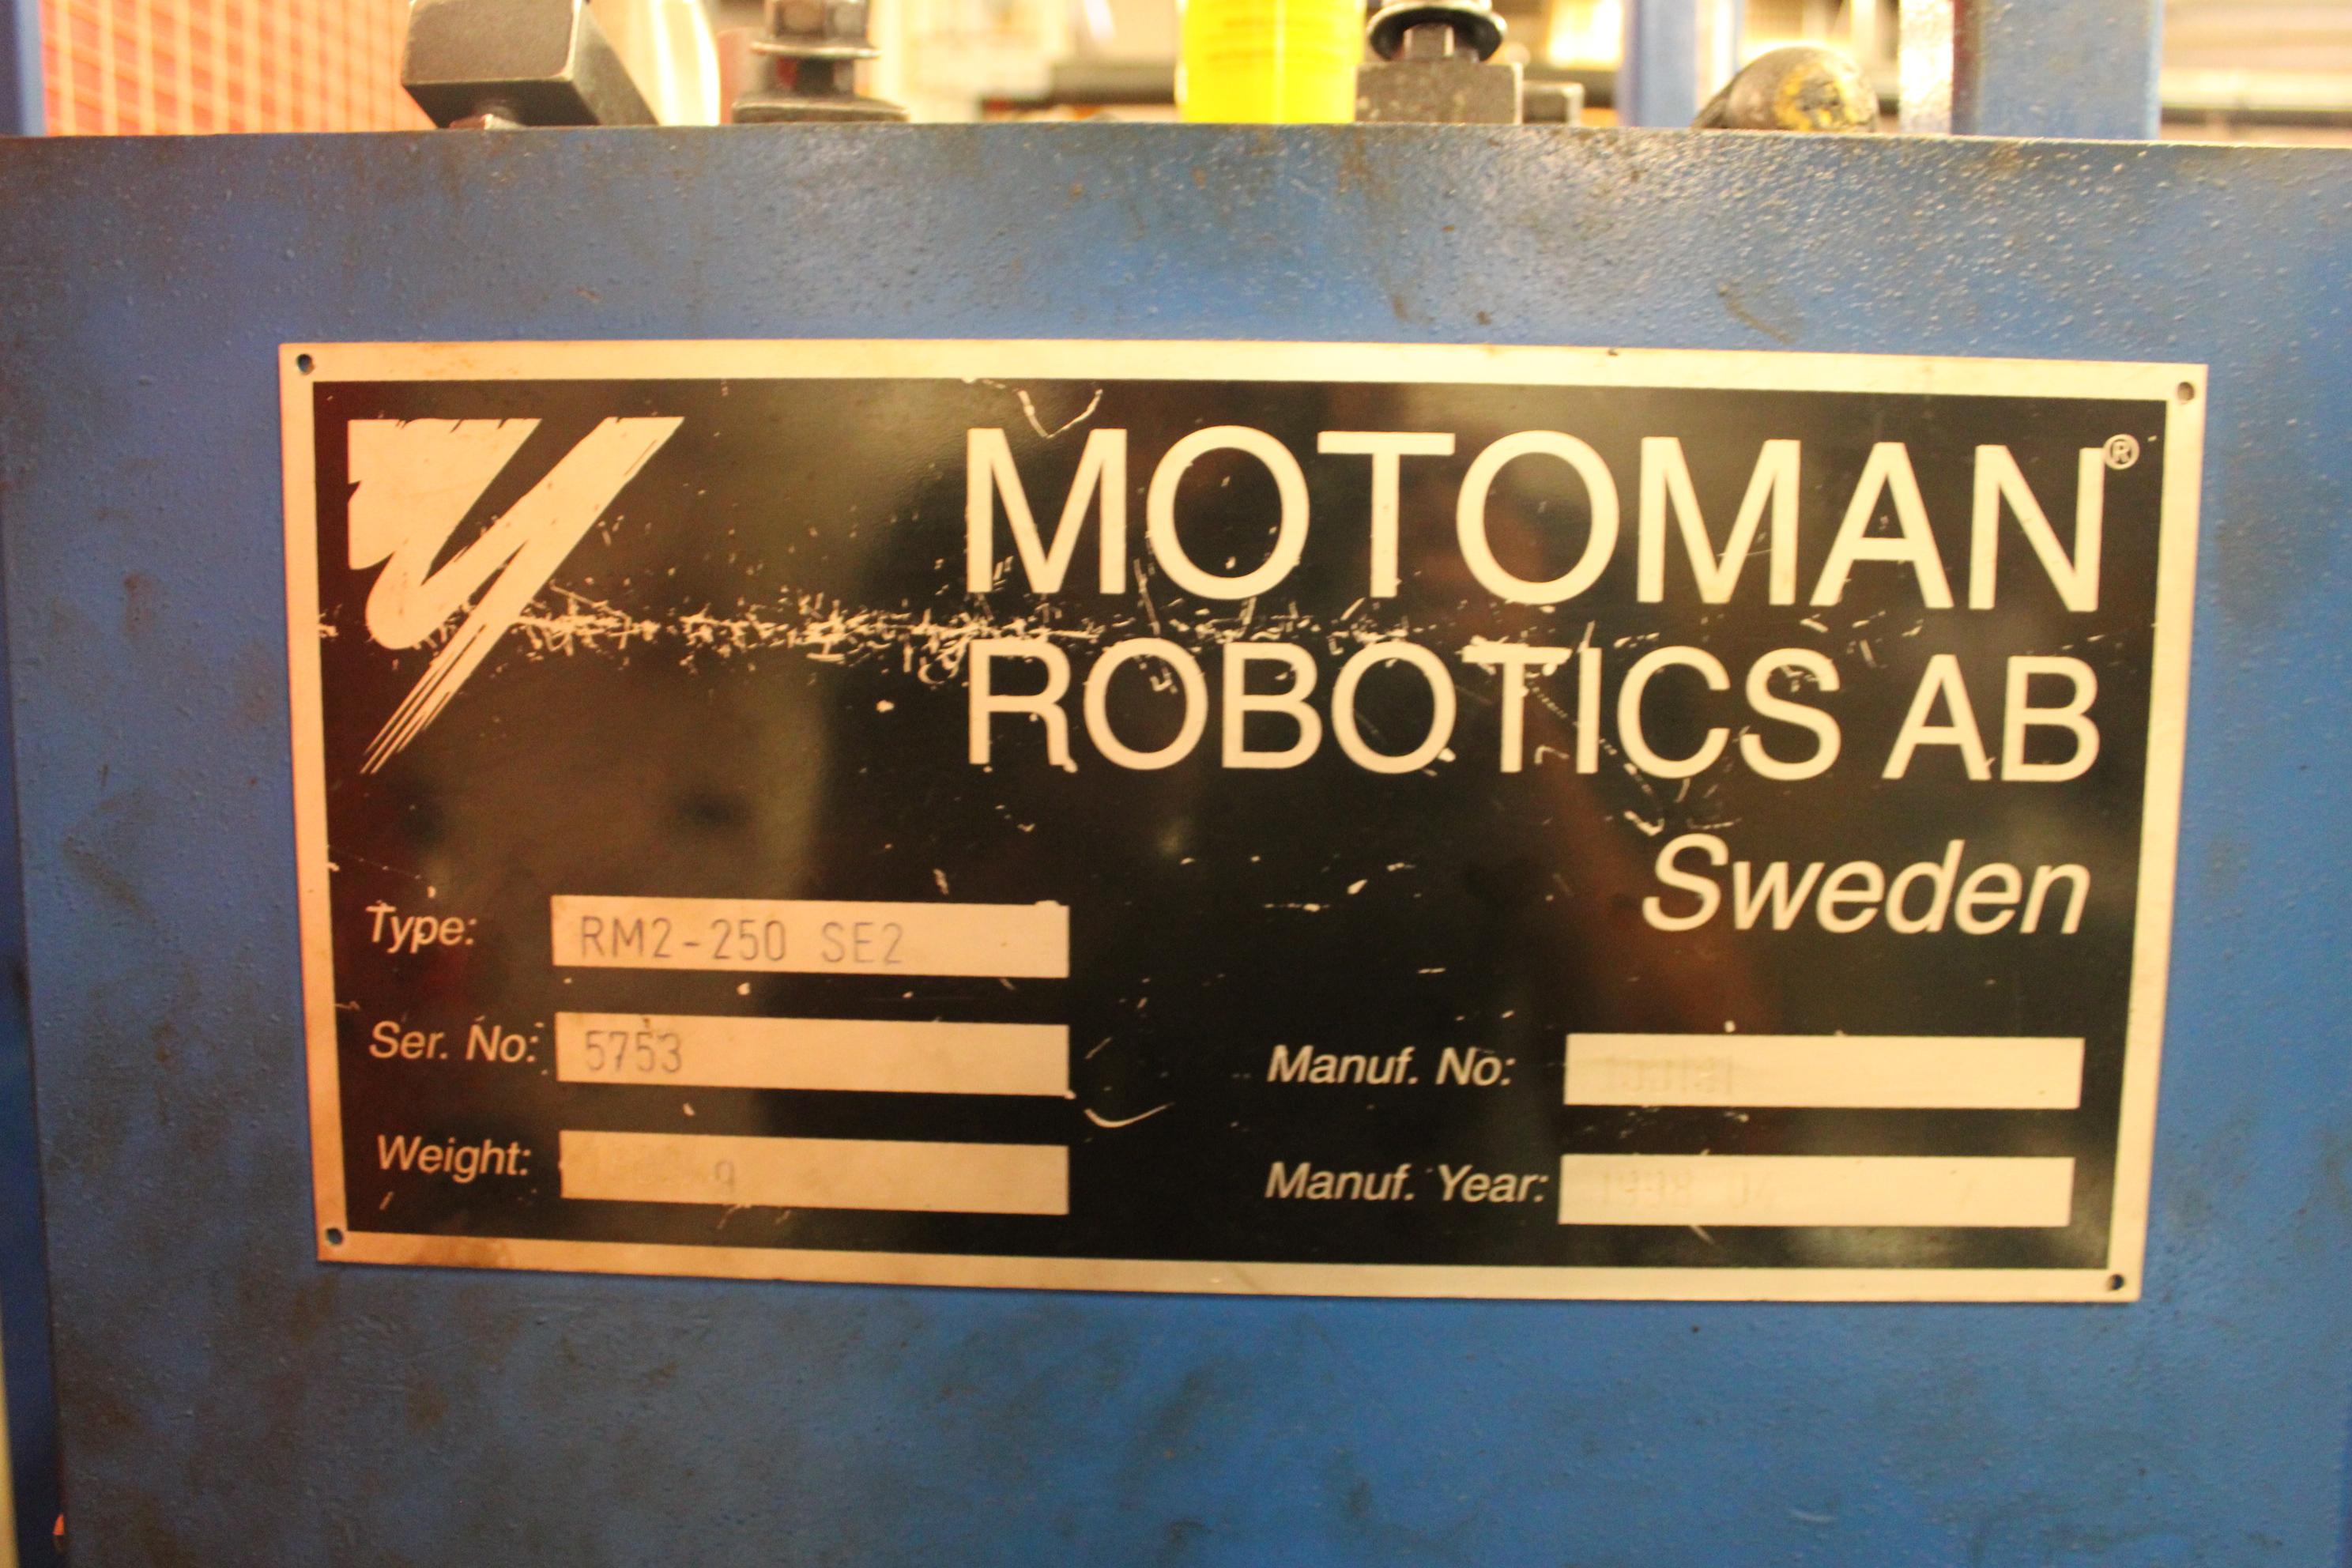 MOTOMAN®
ROBOTICS AB
Sweden
Type: RM2-250 SE2
Ser. No: 5753
Manuf. No:
Weight:
Manuf. Year: